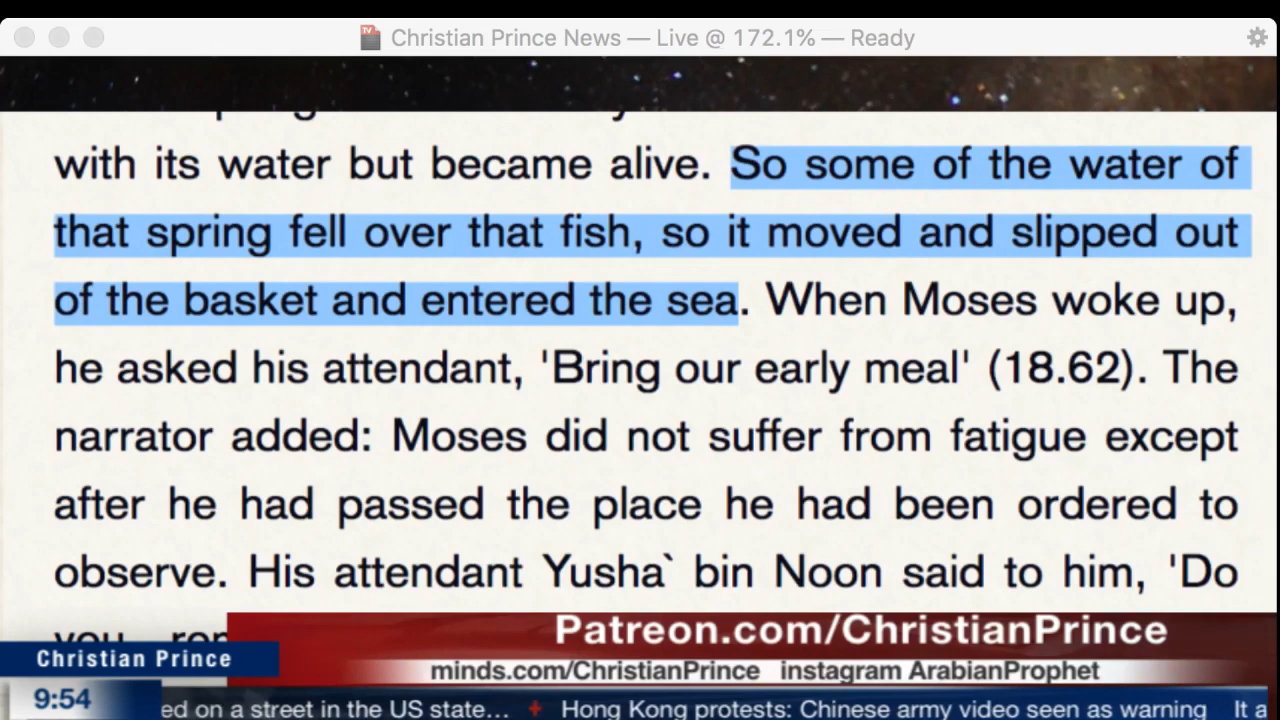 Christian Prince News — Live @ 172.1% — Ready
with its water but became alive. So some of the water of
that spring fell over that fish, so it moved and slipped out
of the basket and entered the sea. When Moses woke up,
he asked his attendant, 'Bring our early meal' (18.62). The
narrator added: Moses did not suffer from fatigue except
after he had passed the place he had been ordered to
observe. His attendant Yusha` bin Noon said to him, 'Do
you
Patreon.com/ChristianPrince
Christian Prince
minds.com/ChristianPrince instagram ArabianProphet
9:54
ed on a street in the US state... + Hong Kong protests: Chinese army video seen as warning It a